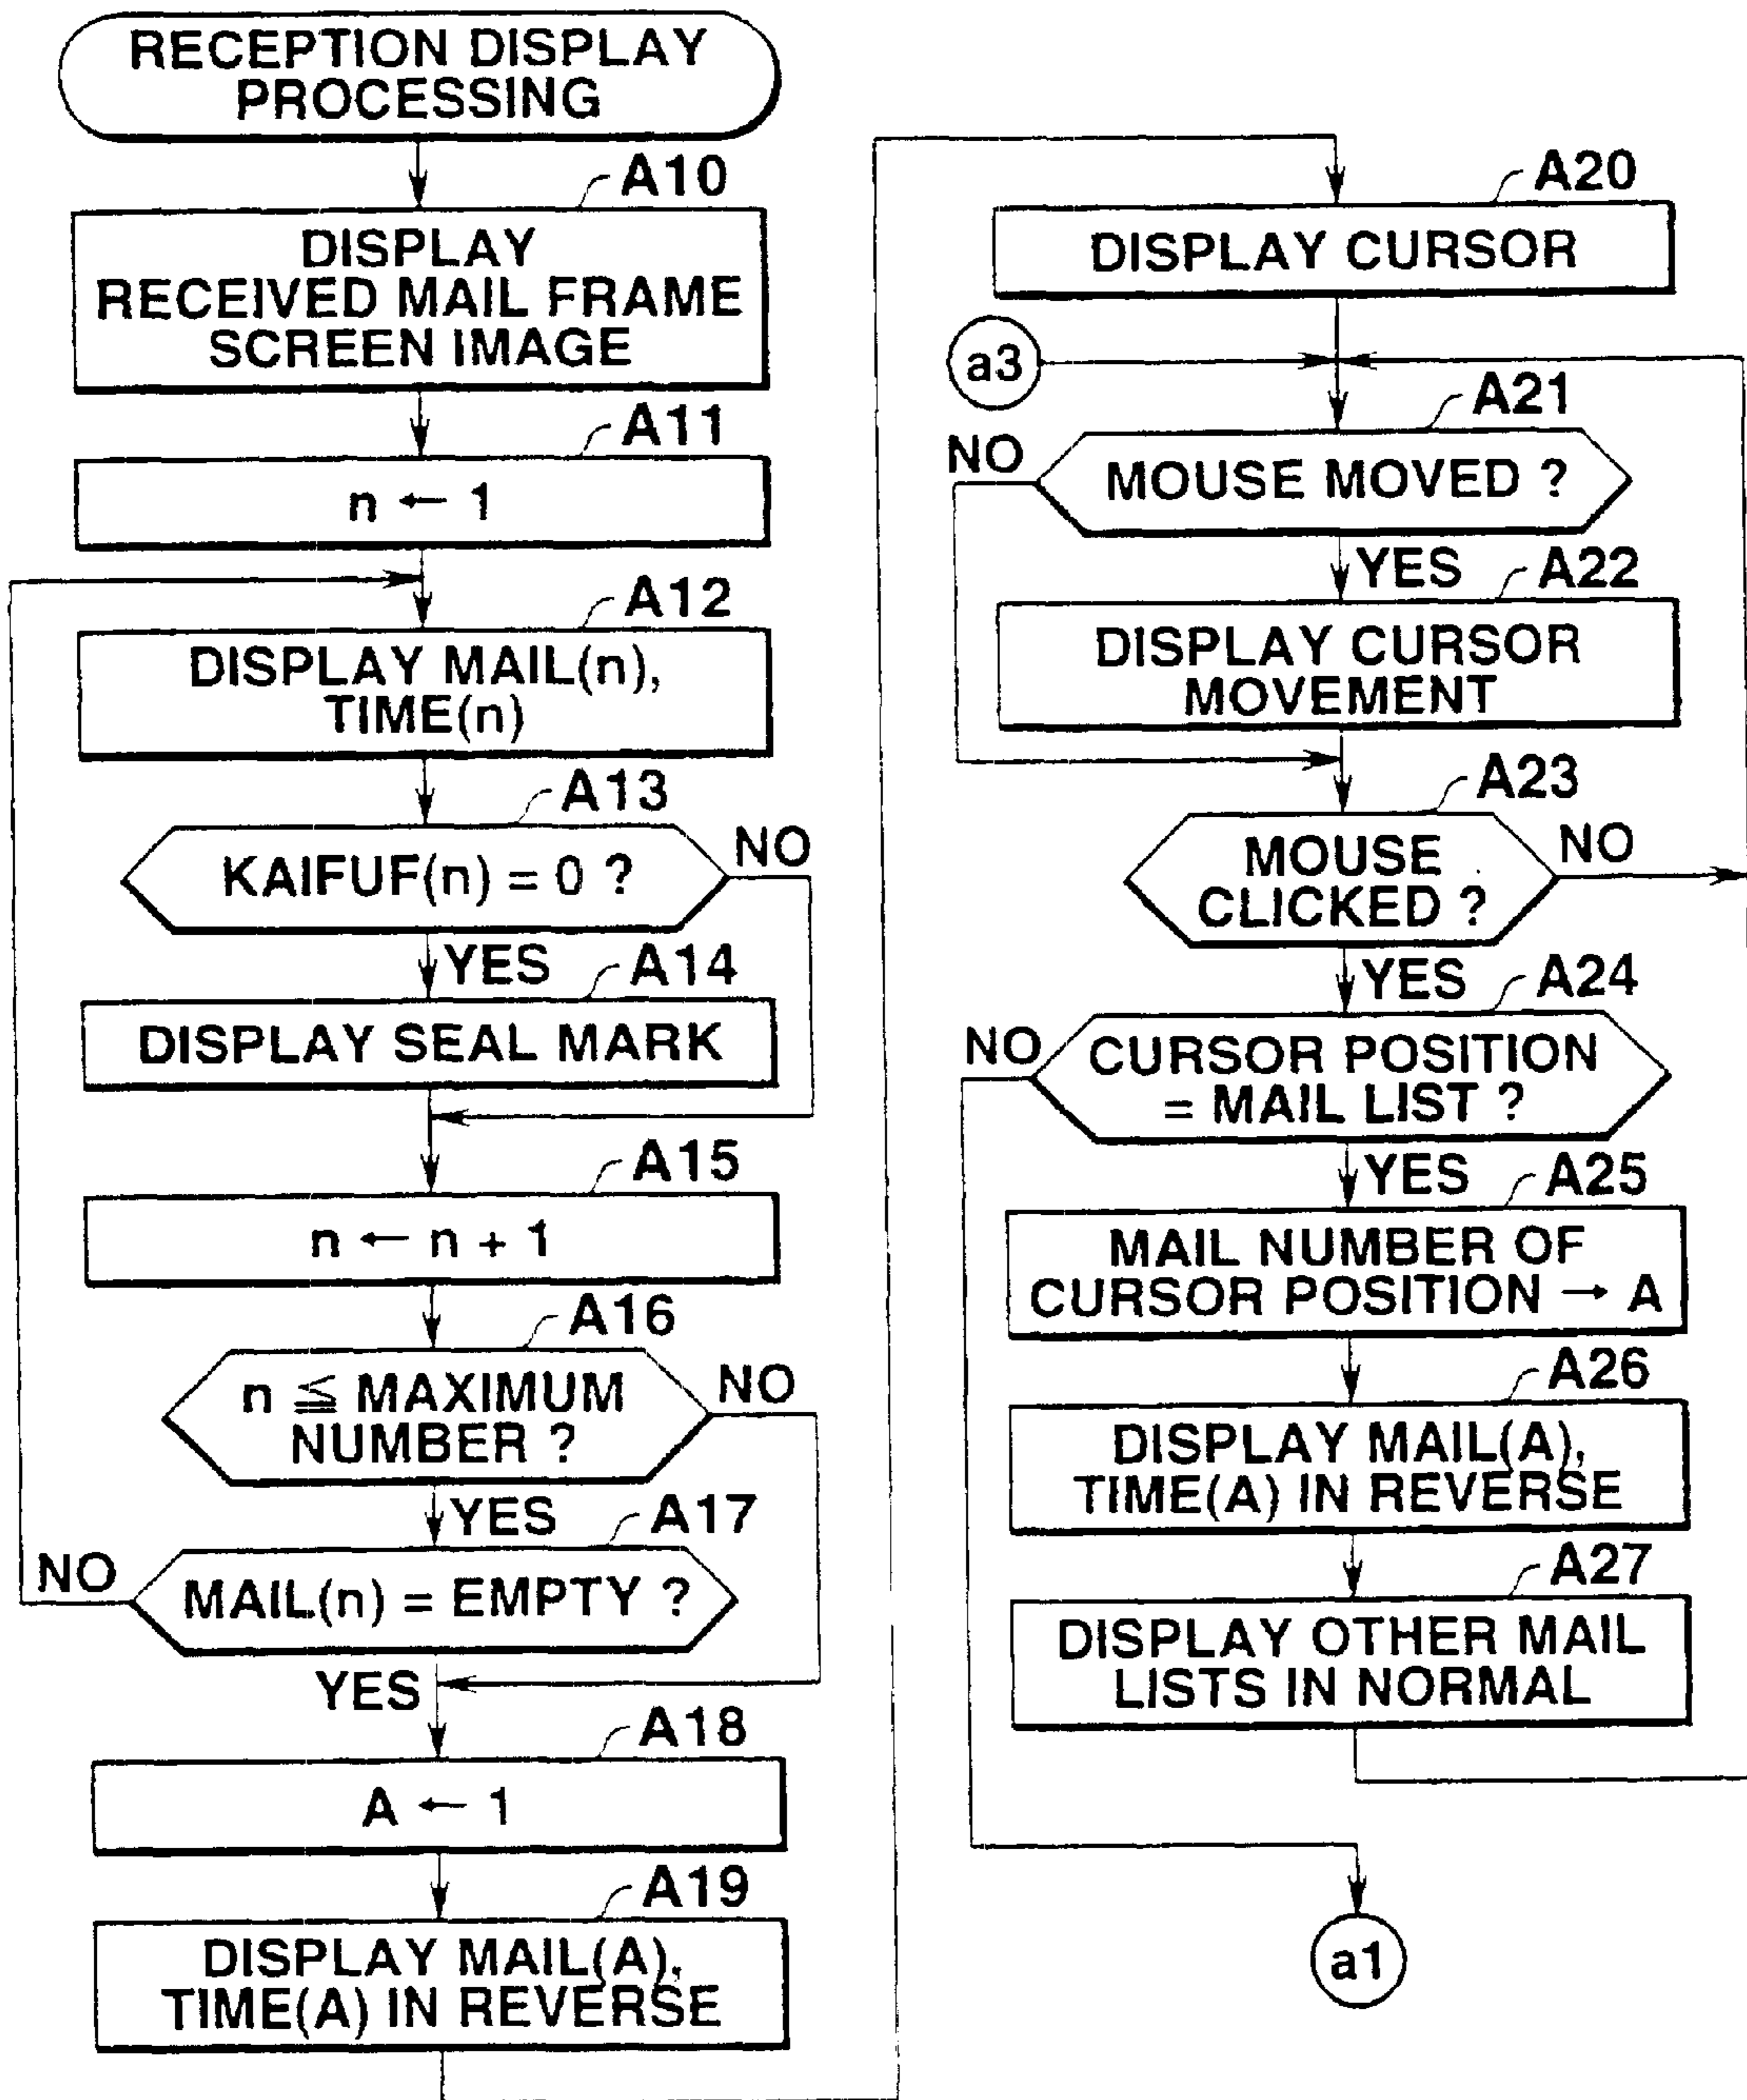 RECEPTION DISPLAY
PROCESSING
A10
DISPLAY
RECEIVED MAIL FRAME
SCREEN IMAGE
A11
n ← 1
A12
DISPLAY MAIL(n),
TIME(n)
A13
KAIFUF(n) = 0 ?
NO
YES
A14
DISPLAY SEAL MARK
A15
n ← n + 1
A16
n ≦ MAXIMUM
NUMBER ?
NO
YES
A17
NO
MAIL(n) = EMPTY ?
YES
A18
A ← 1
A19
DISPLAY MAIL(A),
TIME(A) IN REVERSE
A20
DISPLAY CURSOR
a3
A21
NO
MOUSE MOVED ?
YES
A22
DISPLAY CURSOR
MOVEMENT
A23
MOUSE
CLICKED ?
NO
YES
A24
NO
CURSOR POSITION
= MAIL LIST ?
YES
A25
MAIL NUMBER OF
CURSOR POSITION → A
A26
DISPLAY MAIL(A),
TIME(A) IN REVERSE
A27
DISPLAY OTHER MAIL
LISTS IN NORMAL
a1